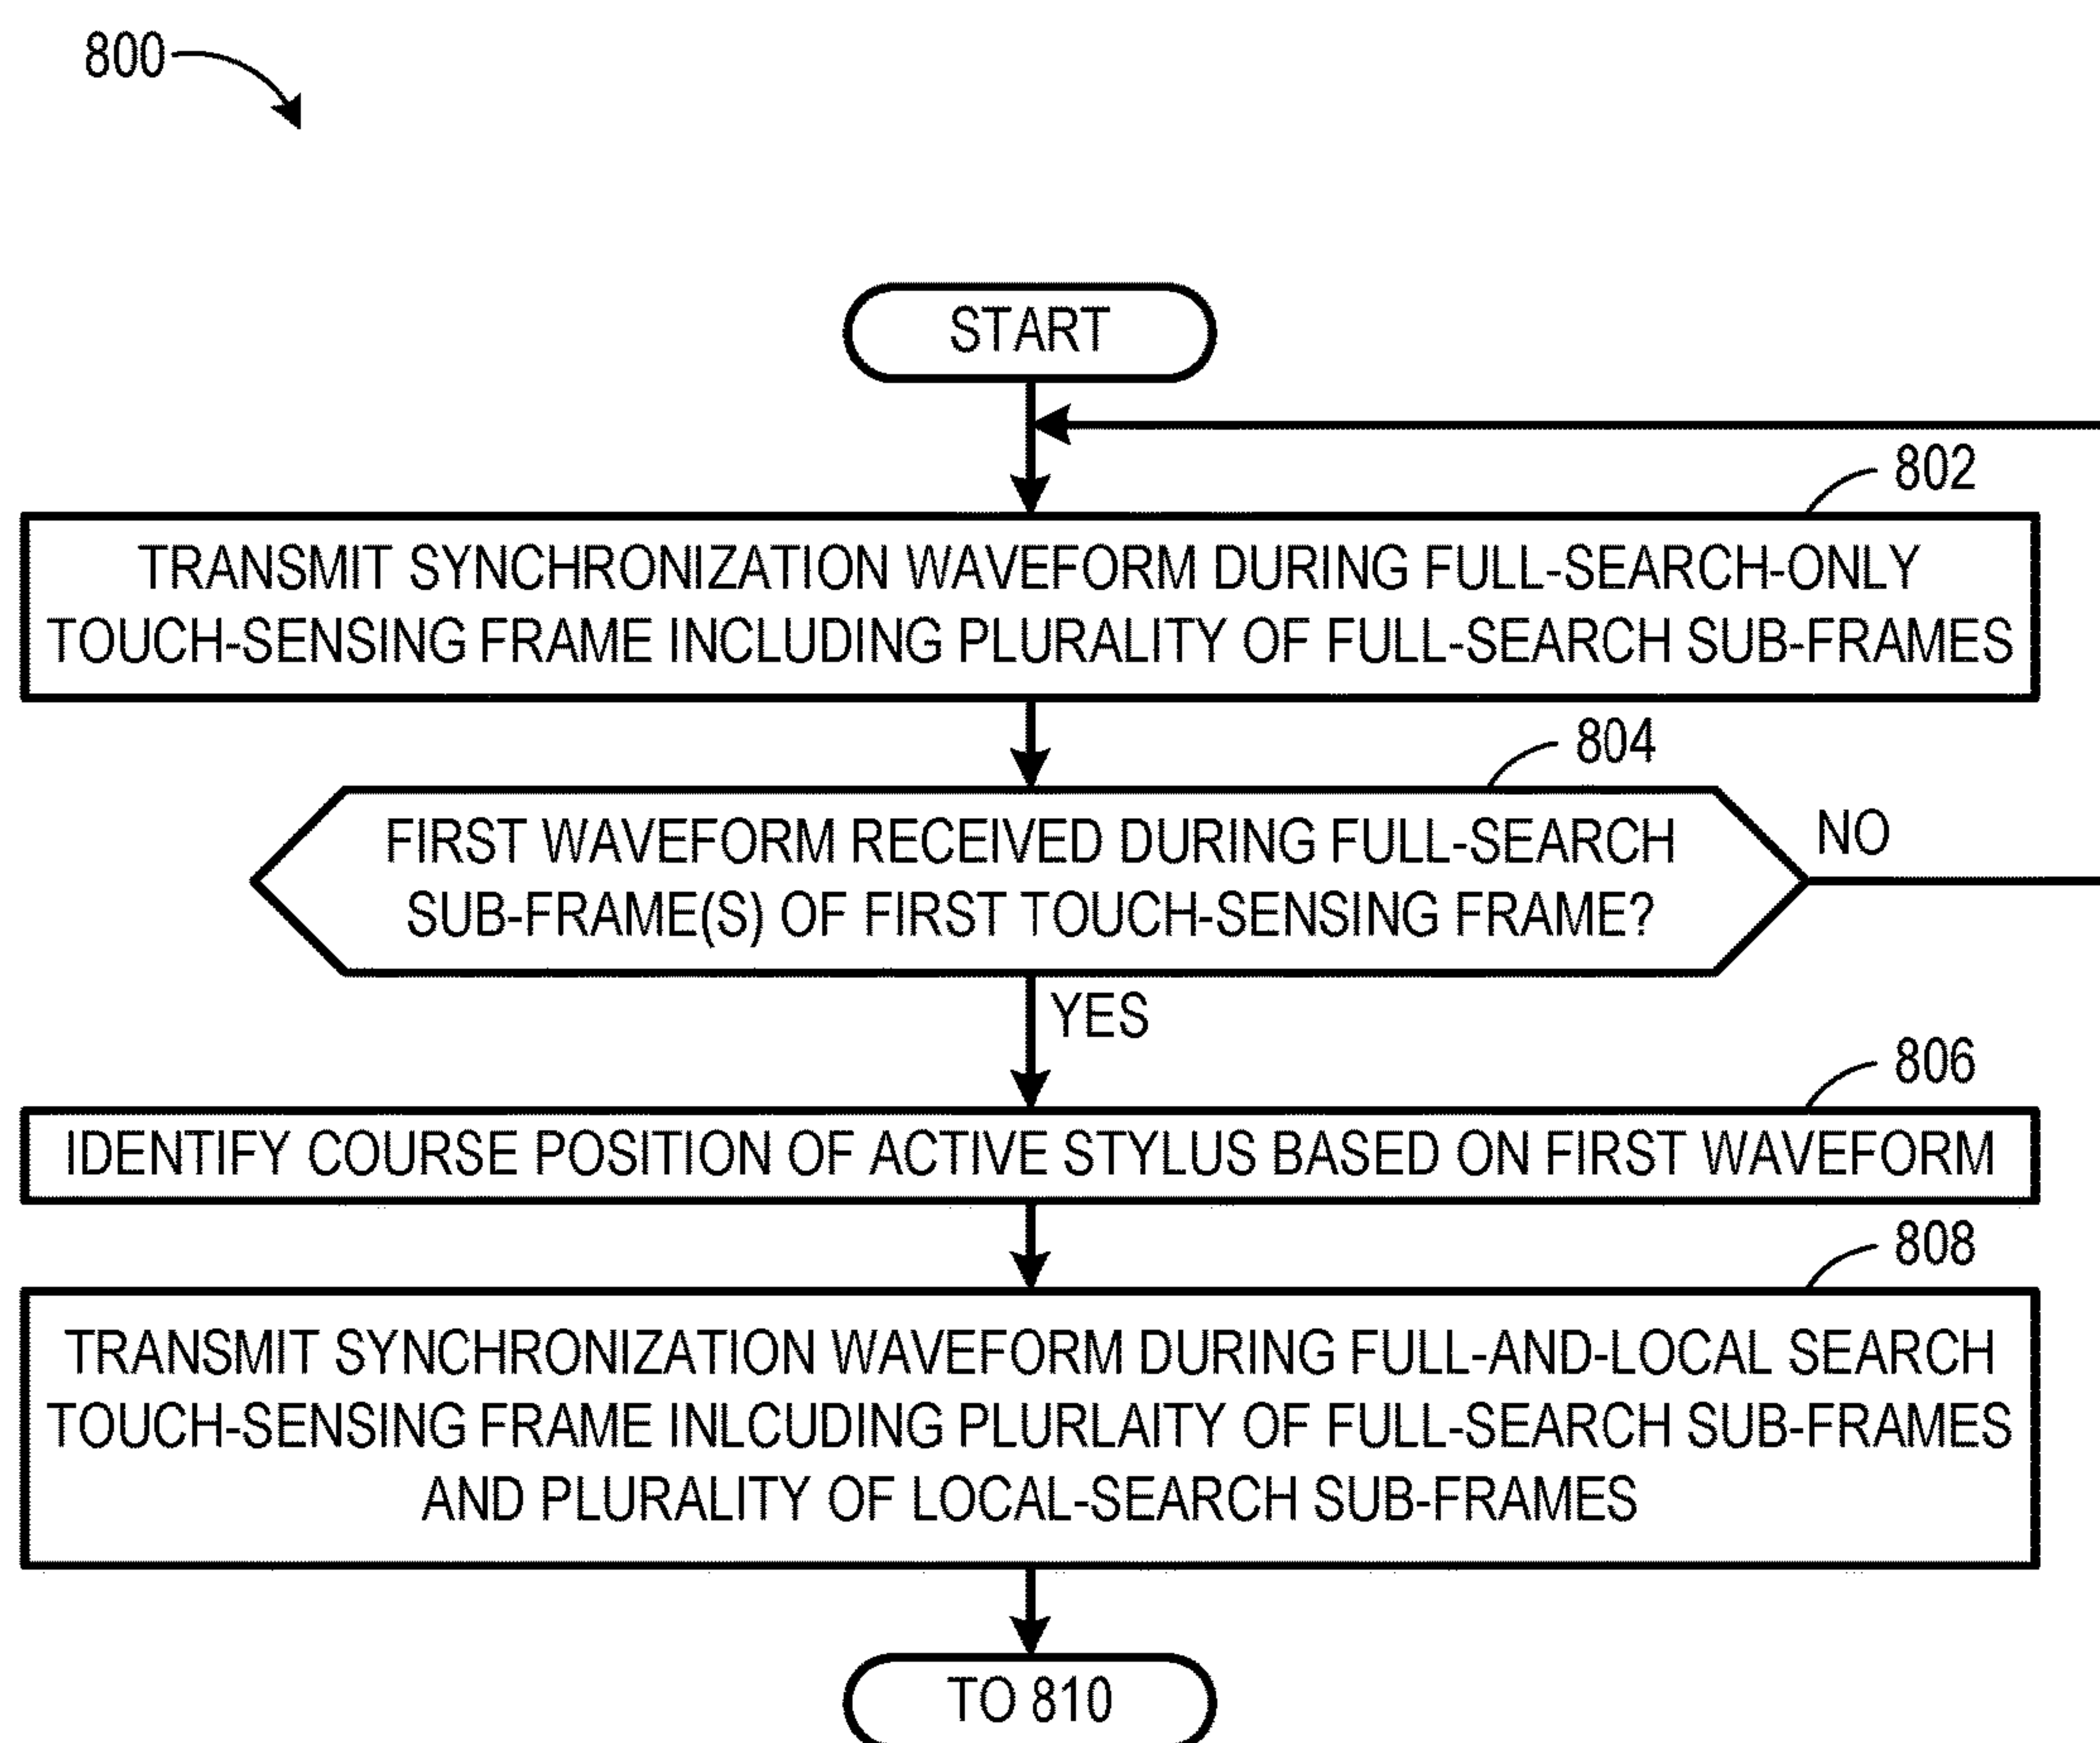 800
START
802
TRANSMIT SYNCHRONIZATION WAVEFORM DURING FULL-SEARCH-ONLY
TOUCH-SENSING FRAME INCLUDING PLURALITY OF FULL-SEARCH SUB-FRAMES
804
FIRST WAVEFORM RECEIVED DURING FULL-SEARCH
SUB-FRAME(S) OF FIRST TOUCH-SENSING FRAME?
NO
YES
806
IDENTIFY COURSE POSITION OF ACTIVE STYLUS BASED ON FIRST WAVEFORM
808
TRANSMIT SYNCHRONIZATION WAVEFORM DURING FULL-AND-LOCAL SEARCH
TOUCH-SENSING FRAME INLCUDING PLURLAITY OF FULL-SEARCH SUB-FRAMES
AND PLURALITY OF LOCAL-SEARCH SUB-FRAMES
TO 810